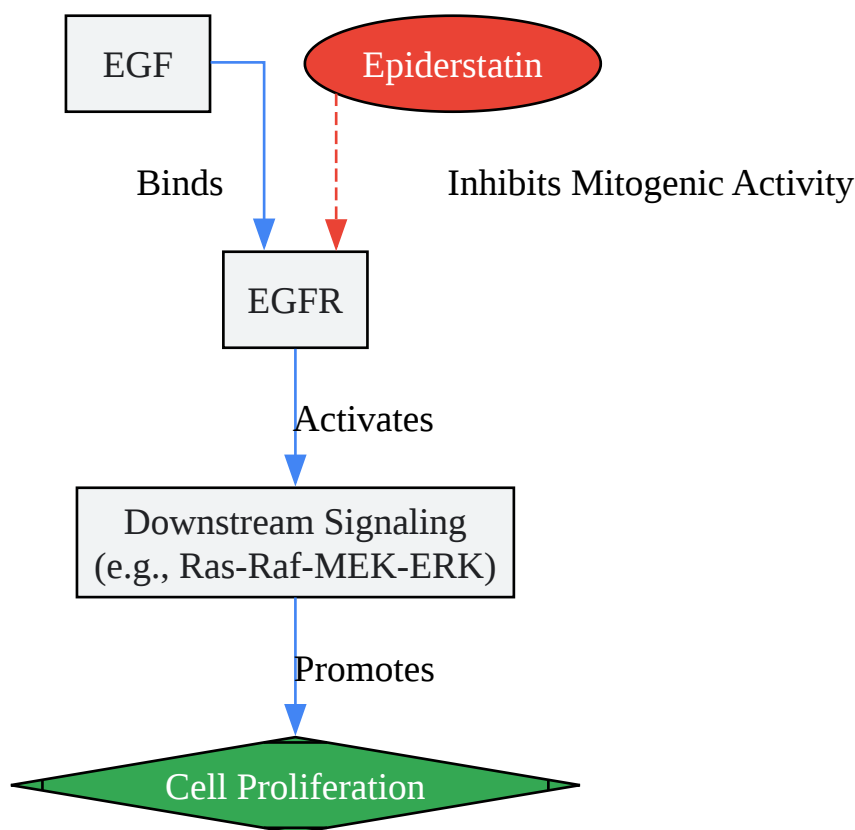 EGF
Epiderstatin
Binds
Inhibits Mitogenic Activity
EGFR
Activates
Downstream Signaling
(e.g., Ras-Raf-MEK-ERK)
Promotes
Cell Proliferation